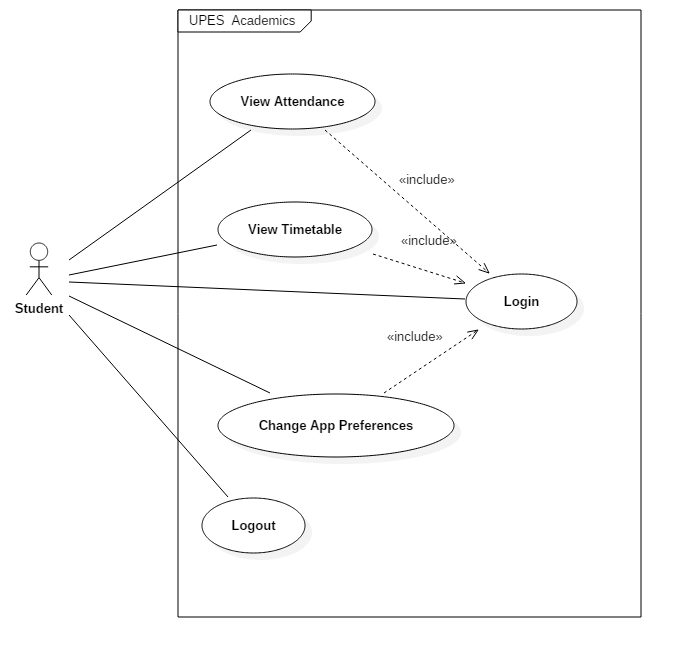 UPES Academics
View Attendance
«include»
View Timetable
«include»
Login
Student
«include»
Change App Preferences
Logout